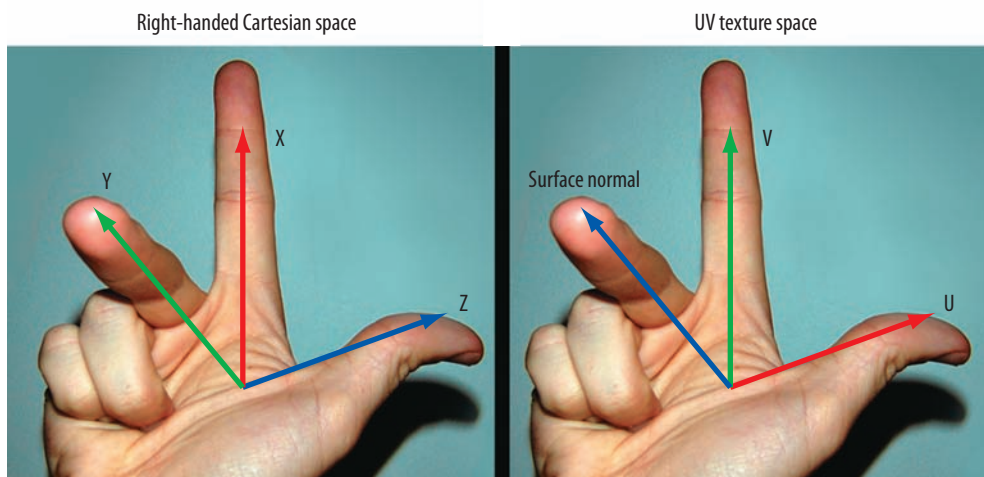 Right-handed Cartesian space
UV texture space
X
Y
Z
V
Surface normal
U